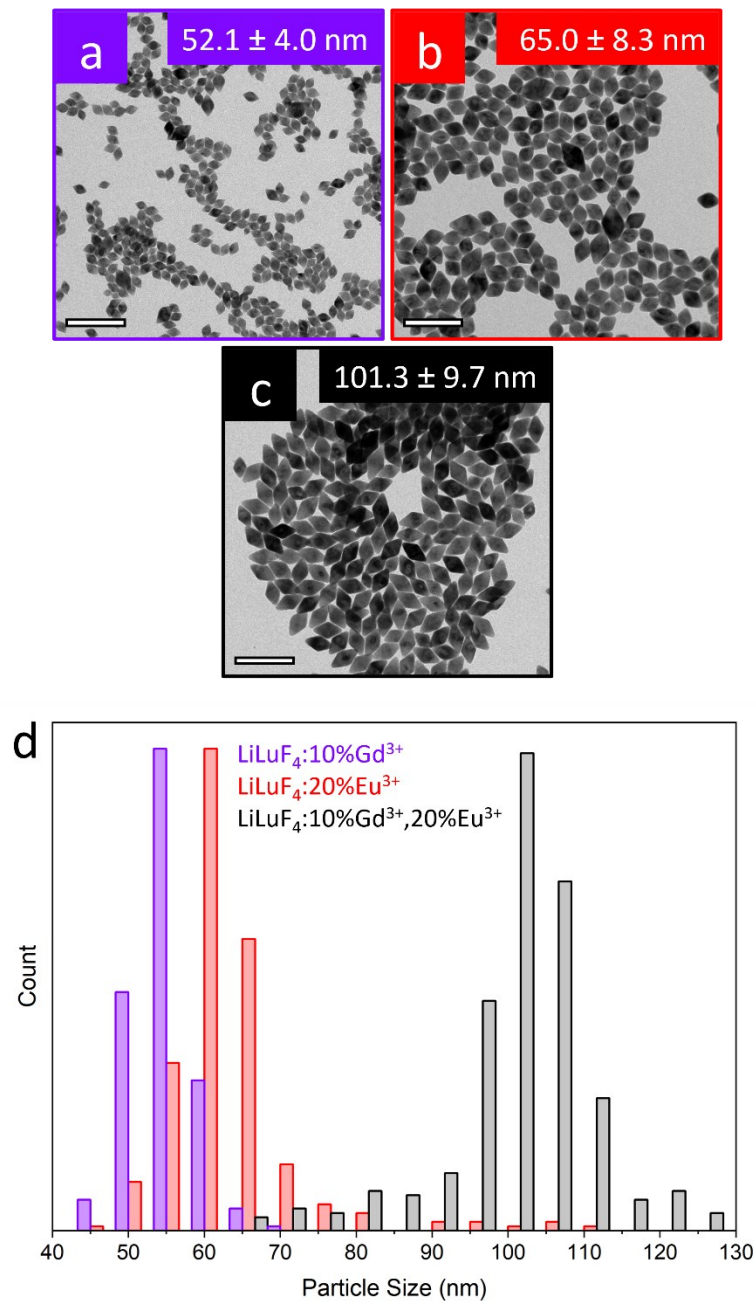 a 52.1 ± 4.0 nm
b 65.0 ± 8.3 nm
c 101.3 ± 9.7 nm
d
LiLuF₄:10%Gd³⁺
LiLuF₄:20%Eu³⁺
LiLuF₄:10%Gd³⁺,20%Eu³⁺
Count
40 50 60 70 80 90 100 110 120 130
Particle Size (nm)